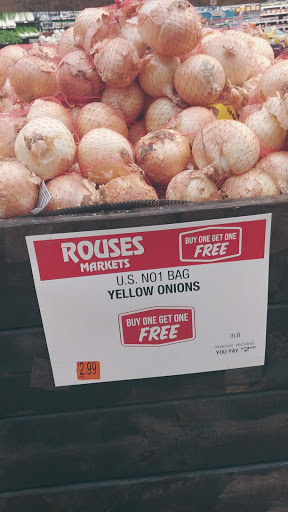 ROUSES
MARKETS
BUY ONE GET ONE
FREE
U.S. NO1 BAG
YELLOW ONIONS
BUY ONE GET ONE
FREE
3LB
YOU PAY $2
2.99